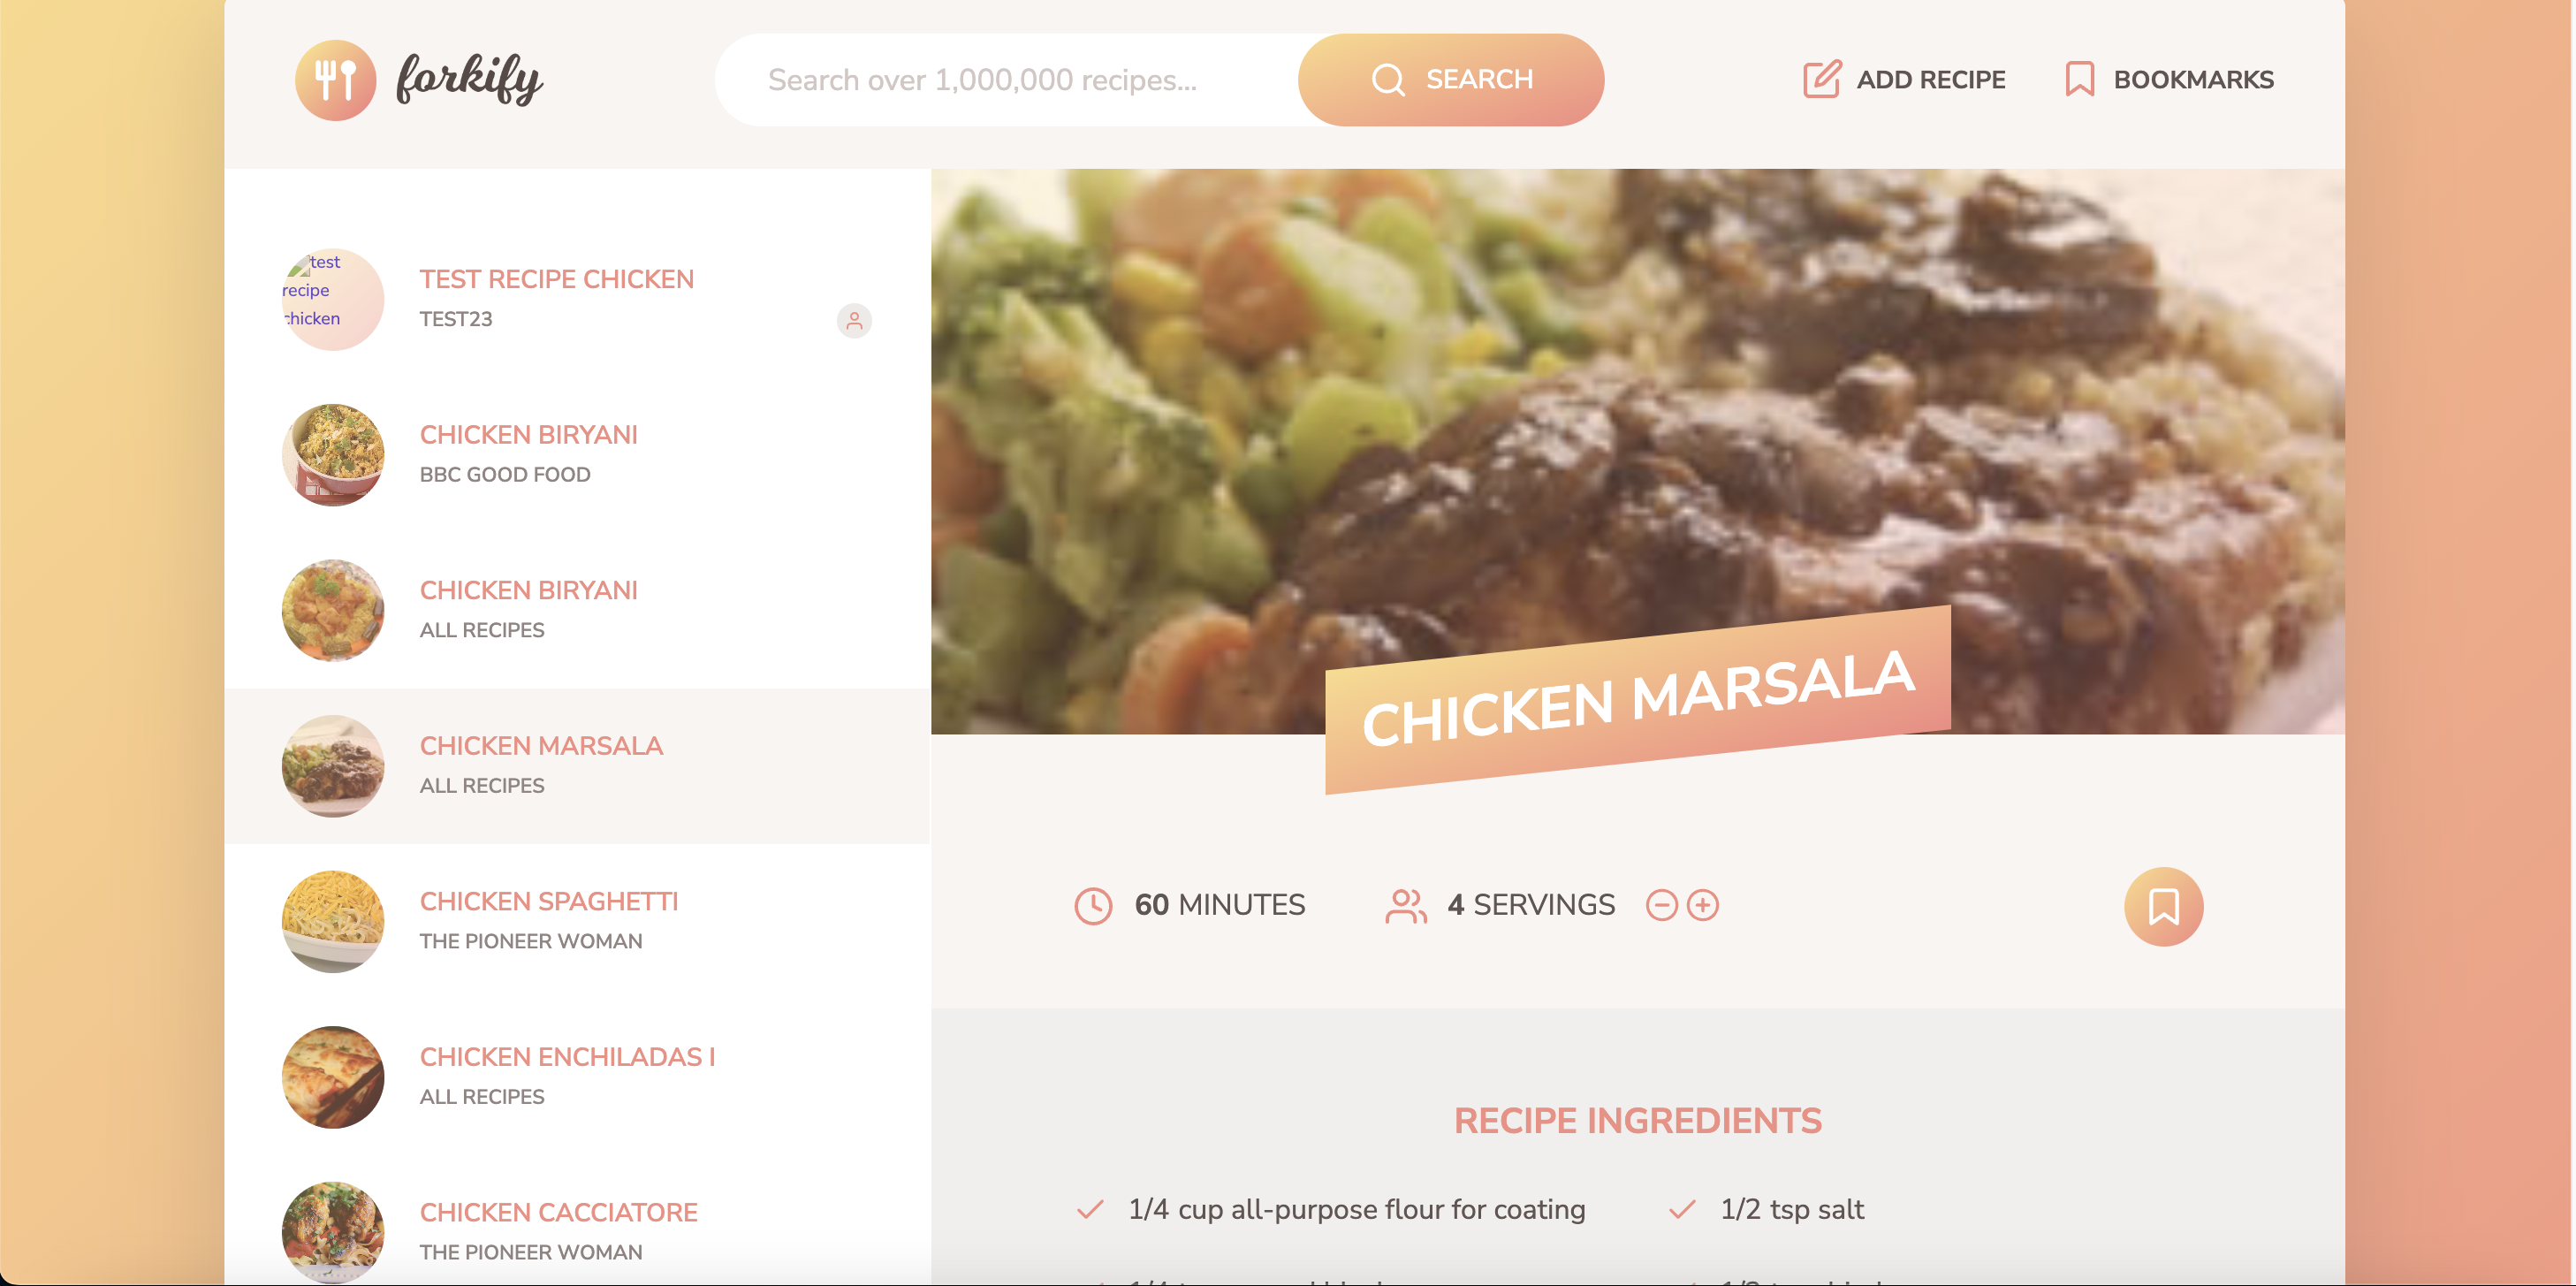 forkify
Search over 1,000,000 recipes...
SEARCH
ADD RECIPE
BOOKMARKS
test
recipe
chicken
TEST RECIPE CHICKEN
TEST23
CHICKEN BIRYANI
BBC GOOD FOOD
CHICKEN BIRYANI
ALL RECIPES
CHICKEN MARSALA
ALL RECIPES
CHICKEN SPAGHETTI
THE PIONEER WOMAN
CHICKEN ENCHILADAS I
ALL RECIPES
CHICKEN CACCIATORE
THE PIONEER WOMAN
CHICKEN MARSALA
60 MINUTES
4 SERVINGS
RECIPE INGREDIENTS
1/4 cup all-purpose flour for coating
1/2 tsp salt